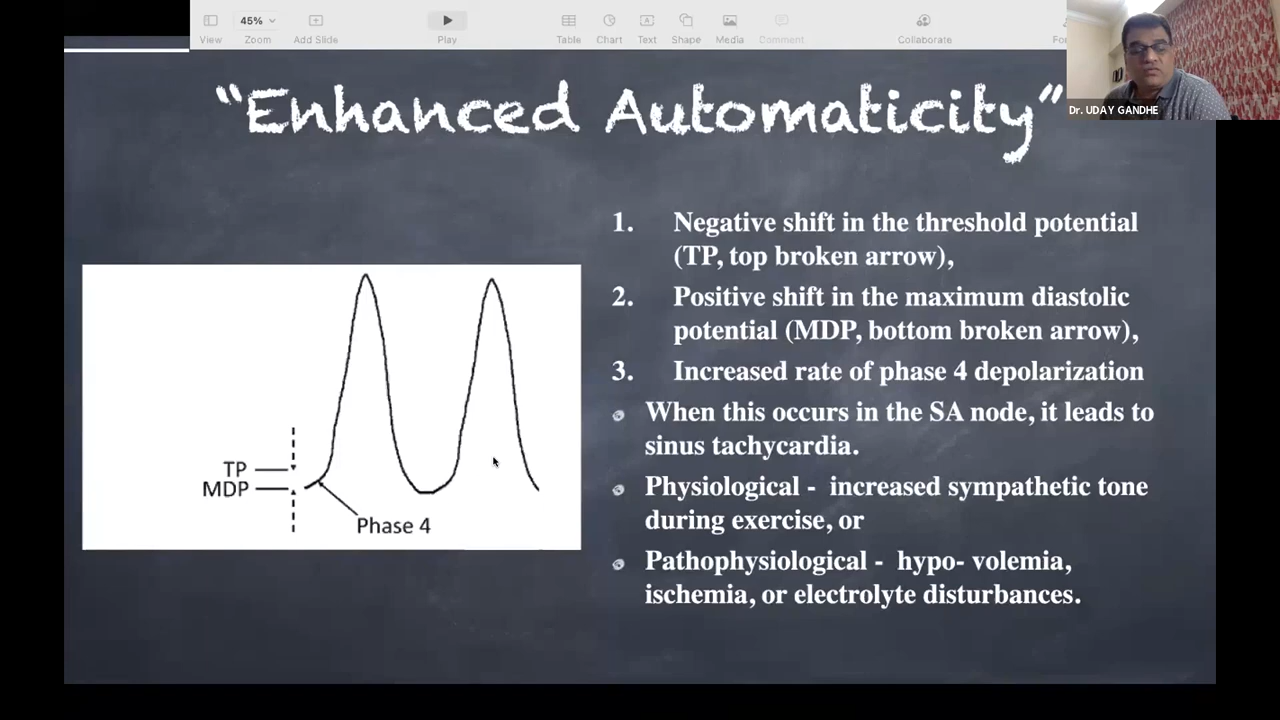 45%
View
Zoom
Add Slide
Play
Table
Chart
Text
Shape
Media
Comment
Collaborate
Dr. UDAY GANDHE
“Enhanced Automaticity”
1. Negative shift in the threshold potential
(TP, top broken arrow),
2. Positive shift in the maximum diastolic
potential (MDP, bottom broken arrow),
3. Increased rate of phase 4 depolarization
When this occurs in the SA node, it leads to
sinus tachycardia.
Physiological - increased sympathetic tone
during exercise, or
Pathophysiological - hypo- volemia,
ischemia, or electrolyte disturbances.
TP
MDP
Phase 4